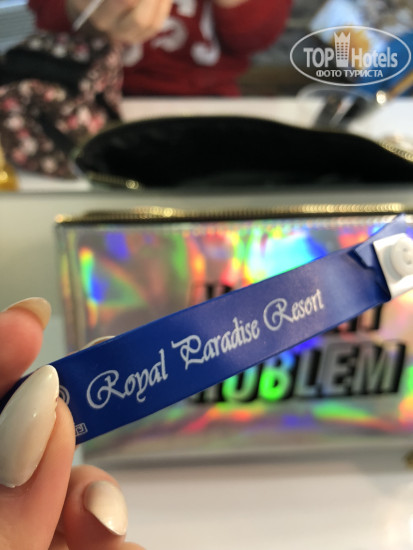 TOP Hotels
ФОТО ТУРИСТА
Royal Paradise Resort
PROBLEM